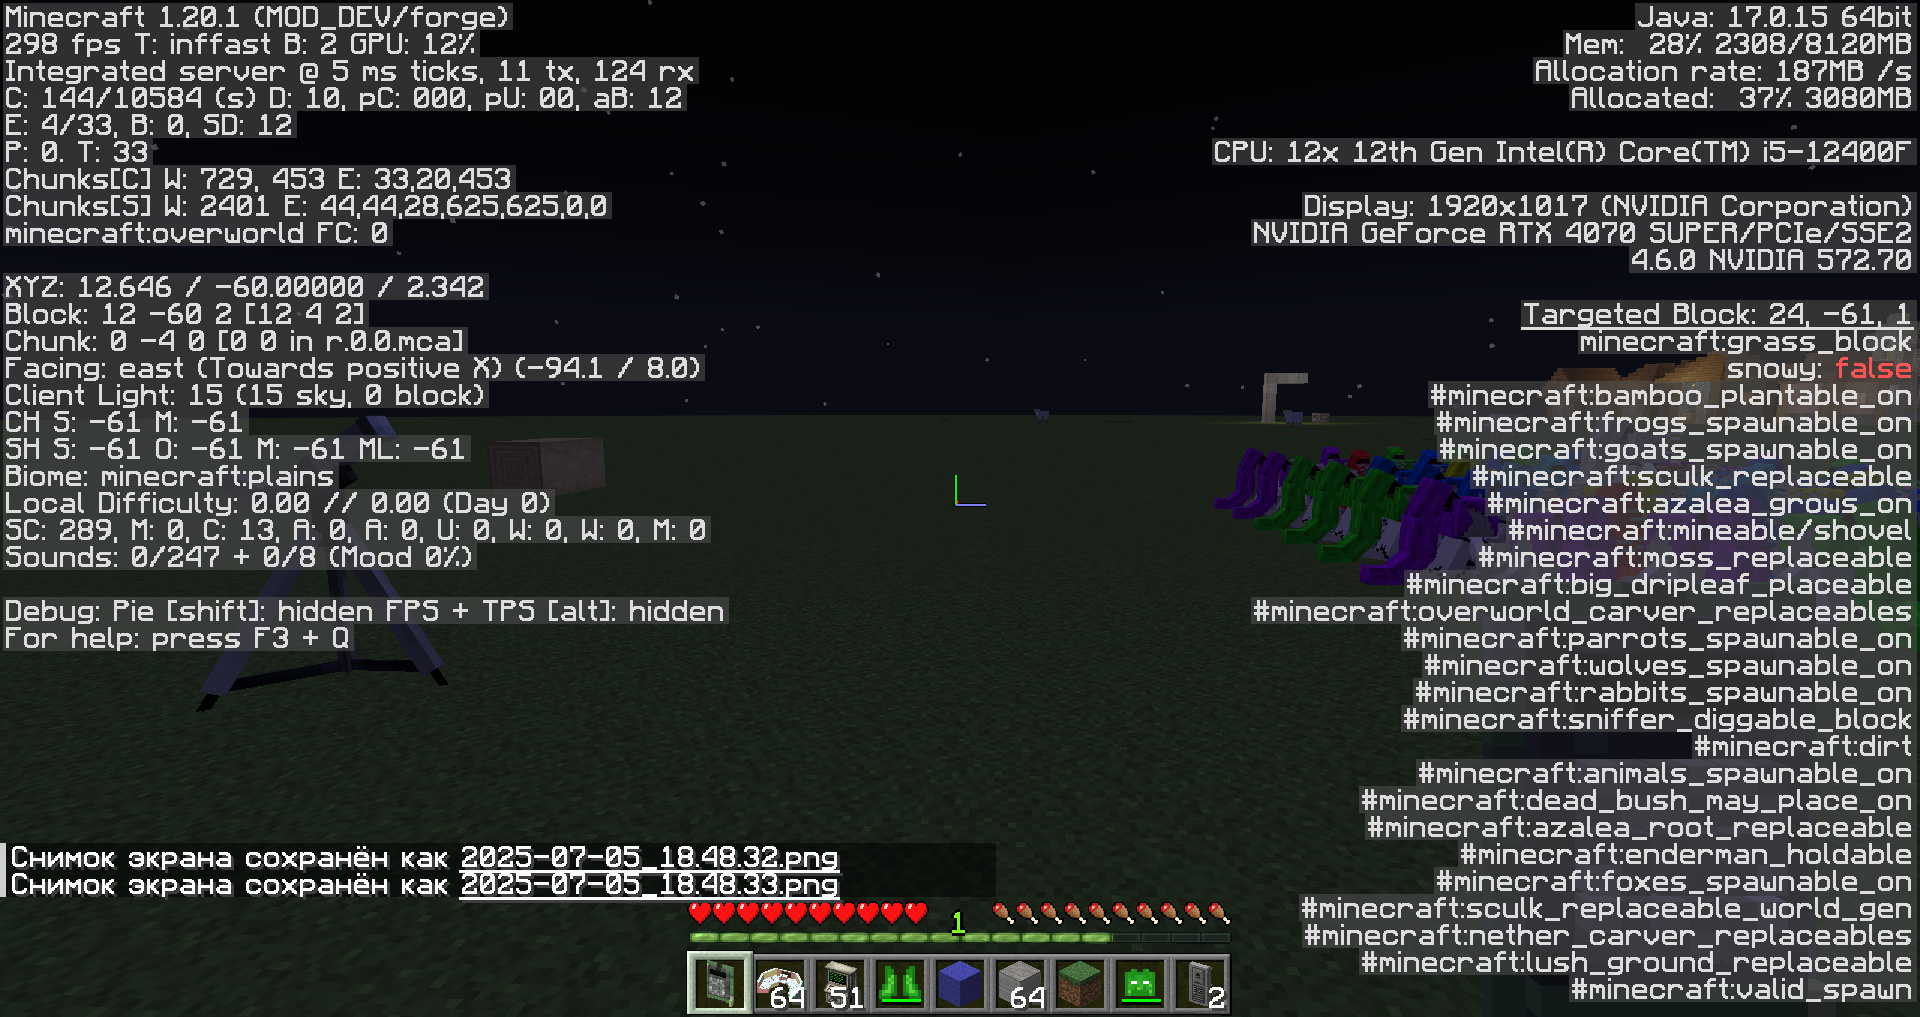 Minecraft 1.20.1 (MOD_DEV/forge)
298 fps T: inffast B: 2 GPU: 12%
Integrated server @ 5 ms ticks, 11 tx, 124 rx
C: 144/10584 (s) D: 10, pC: 000, pU: 00, aB: 12
E: 4/33, B: 0, SD: 12
P: 0. T: 33
Chunks[C] W: 729, 453 E: 33,20,453
Chunks[S] W: 2401 E: 44,44,28,625,625,0,0
minecraft:overworld FC: 0
XYZ: 12.646 / -60.00000 / 2.342
Block: 12 -60 2 [12 4 2]
Chunk: 0 -4 0 [0 0 in r.0.0.mca]
Facing: east (Towards positive X) (-94.1 / 8.0)
Client Light: 15 (15 sky, 0 block)
CH S: -61 M: -61
SH S: -61 O: -61 M: -61 ML: -61
Biome: minecraft:plains
Local Difficulty: 0.00 // 0.00 (Day 0)
SC: 289, M: 0, C: 13, A: 0, A: 0, U: 0, W: 0, W: 0, M: 0
Sounds: 0/247 + 0/8 (Mood 0%)
Debug: Pie [shift]: hidden FPS + TPS [alt]: hidden
For help: press F3 + Q
Java: 17.0.15 64bit
Mem: 28% 2308/8120MB
Allocation rate: 187MB /s
Allocated: 37% 3080MB
CPU: 12x 12th Gen Intel(R) Core(TM) i5-12400F
Display: 1920x1017 (NVIDIA Corporation)
NVIDIA GeForce RTX 4070 SUPER/PCIe/SSE2
4.6.0 NVIDIA 572.70
Targeted Block: 24, -61, 1
minecraft:grass_block
snowy: false
#minecraft:bamboo_plantable_on
#minecraft:frogs_spawnable_on
#minecraft:goats_spawnable_on
#minecraft:sculk_replaceable
#minecraft:azalea_grows_on
#minecraft:mineable/shovel
#minecraft:moss_replaceable
#minecraft:big_dripleaf_placeable
#minecraft:overworld_carver_replaceables
#minecraft:parrots_spawnable_on
#minecraft:wolves_spawnable_on
#minecraft:rabbits_spawnable_on
#minecraft:sniffer_diggable_block
#minecraft:dirt
#minecraft:animals_spawnable_on
#minecraft:dead_bush_may_place_on
#minecraft:azalea_root_replaceable
#minecraft:enderman_holdable
#minecraft:foxes_spawnable_on
#minecraft:sculk_replaceable_world_gen
#minecraft:nether_carver_replaceables
#minecraft:lush_ground_replaceable
#minecraft:valid_spawn
Снимок экрана сохранён как 2025-07-05_18.48.32.png
Снимок экрана сохранён как 2025-07-05_18.48.33.png
1
64 51 64 2